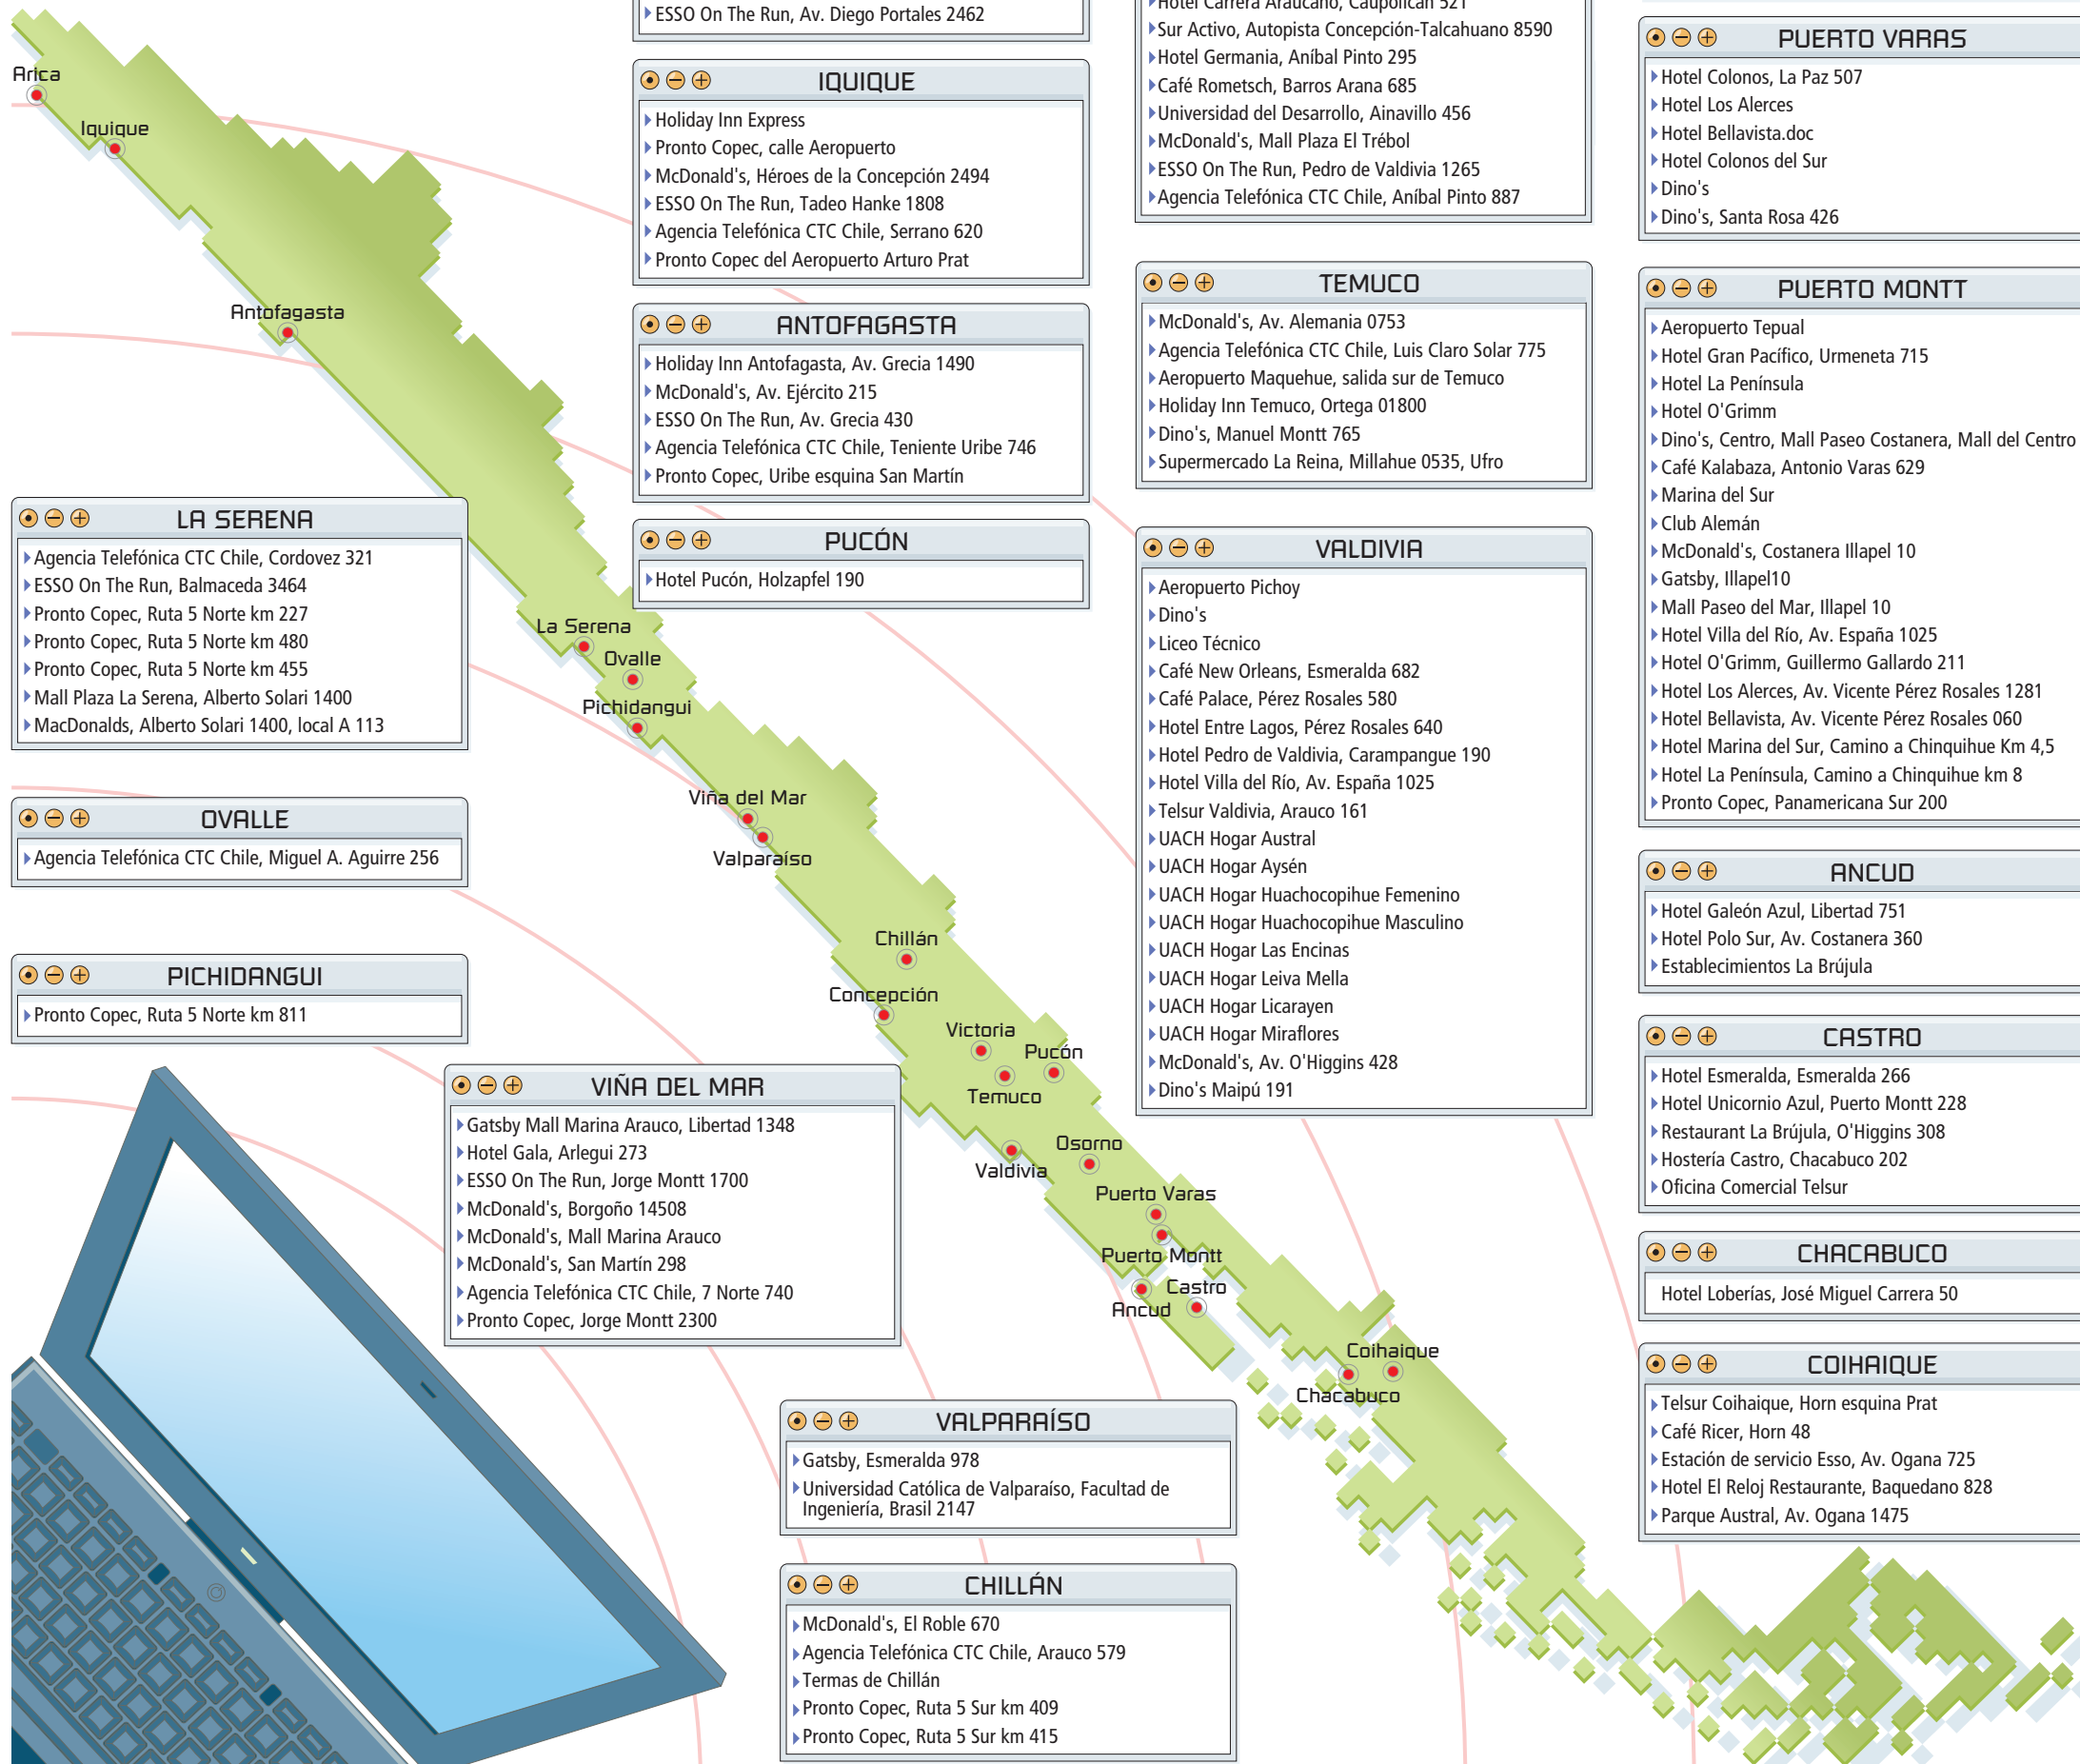 Arica
Iquique
Antofagasta
La Serena
Ovalle
Pichidangui
Viña del Mar
Valparaíso
Chillán
Concepción
Victoria
Pucón
Temuco
Valdivia
Osorno
Puerto Varas
Puerto Montt
Castro
Ancud
Coihaique
Chacabuco
LA SERENA
Agencia Telefónica CTC Chile, Cordovez 321
ESSO On The Run, Balmaceda 3464
Pronto Copec, Ruta 5 Norte km 227
Pronto Copec, Ruta 5 Norte km 480
Pronto Copec, Ruta 5 Norte km 455
Mall Plaza La Serena, Alberto Solari 1400
MacDonalds, Alberto Solari 1400, local A 113
OVALLE
Agencia Telefónica CTC Chile, Miguel A. Aguirre 256
PICHIDANGUI
Pronto Copec, Ruta 5 Norte km 811
VIÑA DEL MAR
Gatsby Mall Marina Arauco, Libertad 1348
Hotel Gala, Arlegui 273
ESSO On The Run, Jorge Montt 1700
McDonald's, Borgoño 14508
McDonald's, Mall Marina Arauco
McDonald's, San Martín 298
Agencia Telefónica CTC Chile, 7 Norte 740
Pronto Copec, Jorge Montt 2300
ESSO On The Run, Av. Diego Portales 2462
IQUIQUE
Holiday Inn Express
Pronto Copec, calle Aeropuerto
McDonald's, Héroes de la Concepción 2494
ESSO On The Run, Tadeo Hanke 1808
Agencia Telefónica CTC Chile, Serrano 620
Pronto Copec del Aeropuerto Arturo Prat
ANTOFAGASTA
Holiday Inn Antofagasta, Av. Grecia 1490
McDonald's, Av. Ejército 215
ESSO On The Run, Av. Grecia 430
Agencia Telefónica CTC Chile, Teniente Uribe 746
Pronto Copec, Uribe esquina San Martín
PUCÓN
Hotel Pucón, Holzapfel 190
VALPARAÍSO
Gatsby, Esmeralda 978
Universidad Católica de Valparaíso, Facultad de
Ingeniería, Brasil 2147
CHILLÁN
McDonald's, El Roble 670
Agencia Telefónica CTC Chile, Arauco 579
Termas de Chillán
Pronto Copec, Ruta 5 Sur km 409
Pronto Copec, Ruta 5 Sur km 415
Hotel Carrera Araucano, Caupolicán 521
Sur Activo, Autopista Concepción-Talcahuano 8590
Hotel Germania, Aníbal Pinto 295
Café Rometsch, Barros Arana 685
Universidad del Desarrollo, Ainavillo 456
McDonald's, Mall Plaza El Trébol
ESSO On The Run, Pedro de Valdivia 1265
Agencia Telefónica CTC Chile, Aníbal Pinto 887
TEMUCO
McDonald's, Av. Alemania 0753
Agencia Telefónica CTC Chile, Luis Claro Solar 775
Aeropuerto Maquehue, salida sur de Temuco
Holiday Inn Temuco, Ortega 01800
Dino's, Manuel Montt 765
Supermercado La Reina, Millahue 0535, Ufro
VALDIVIA
Aeropuerto Pichoy
Dino's
Liceo Técnico
Café New Orleans, Esmeralda 682
Café Palace, Pérez Rosales 580
Hotel Entre Lagos, Pérez Rosales 640
Hotel Pedro de Valdivia, Carampangue 190
Hotel Villa del Río, Av. España 1025
Telsur Valdivia, Arauco 161
UACH Hogar Austral
UACH Hogar Aysén
UACH Hogar Huachocopihue Femenino
UACH Hogar Huachocopihue Masculino
UACH Hogar Las Encinas
UACH Hogar Leiva Mella
UACH Hogar Licarayen
UACH Hogar Miraflores
McDonald's, Av. O'Higgins 428
Dino's Maipú 191
PUERTO VARAS
Hotel Colonos, La Paz 507
Hotel Los Alerces
Hotel Bellavista.doc
Hotel Colonos del Sur
Dino's
Dino's, Santa Rosa 426
PUERTO MONTT
Aeropuerto Tepual
Hotel Gran Pacífico, Urmeneta 715
Hotel La Península
Hotel O'Grimm
Dino's, Centro, Mall Paseo Costanera, Mall del Centro
Café Kalabaza, Antonio Varas 629
Marina del Sur
Club Alemán
McDonald's, Costanera Illapel 10
Gatsby, Illapel10
Mall Paseo del Mar, Illapel 10
Hotel Villa del Río, Av. España 1025
Hotel O'Grimm, Guillermo Gallardo 211
Hotel Los Alerces, Av. Vicente Pérez Rosales 1281
Hotel Bellavista, Av. Vicente Pérez Rosales 060
Hotel Marina del Sur, Camino a Chinquihue Km 4,5
Hotel La Península, Camino a Chinquihue km 8
Pronto Copec, Panamericana Sur 200
ANCUD
Hotel Galeón Azul, Libertad 751
Hotel Polo Sur, Av. Costanera 360
Establecimientos La Brújula
CASTRO
Hotel Esmeralda, Esmeralda 266
Hotel Unicornio Azul, Puerto Montt 228
Restaurant La Brújula, O'Higgins 308
Hostería Castro, Chacabuco 202
Oficina Comercial Telsur
CHACABUCO
Hotel Loberías, José Miguel Carrera 50
COIHAIQUE
Telsur Coihaique, Horn esquina Prat
Café Ricer, Horn 48
Estación de servicio Esso, Av. Ogana 725
Hotel El Reloj Restaurante, Baquedano 828
Parque Austral, Av. Ogana 1475